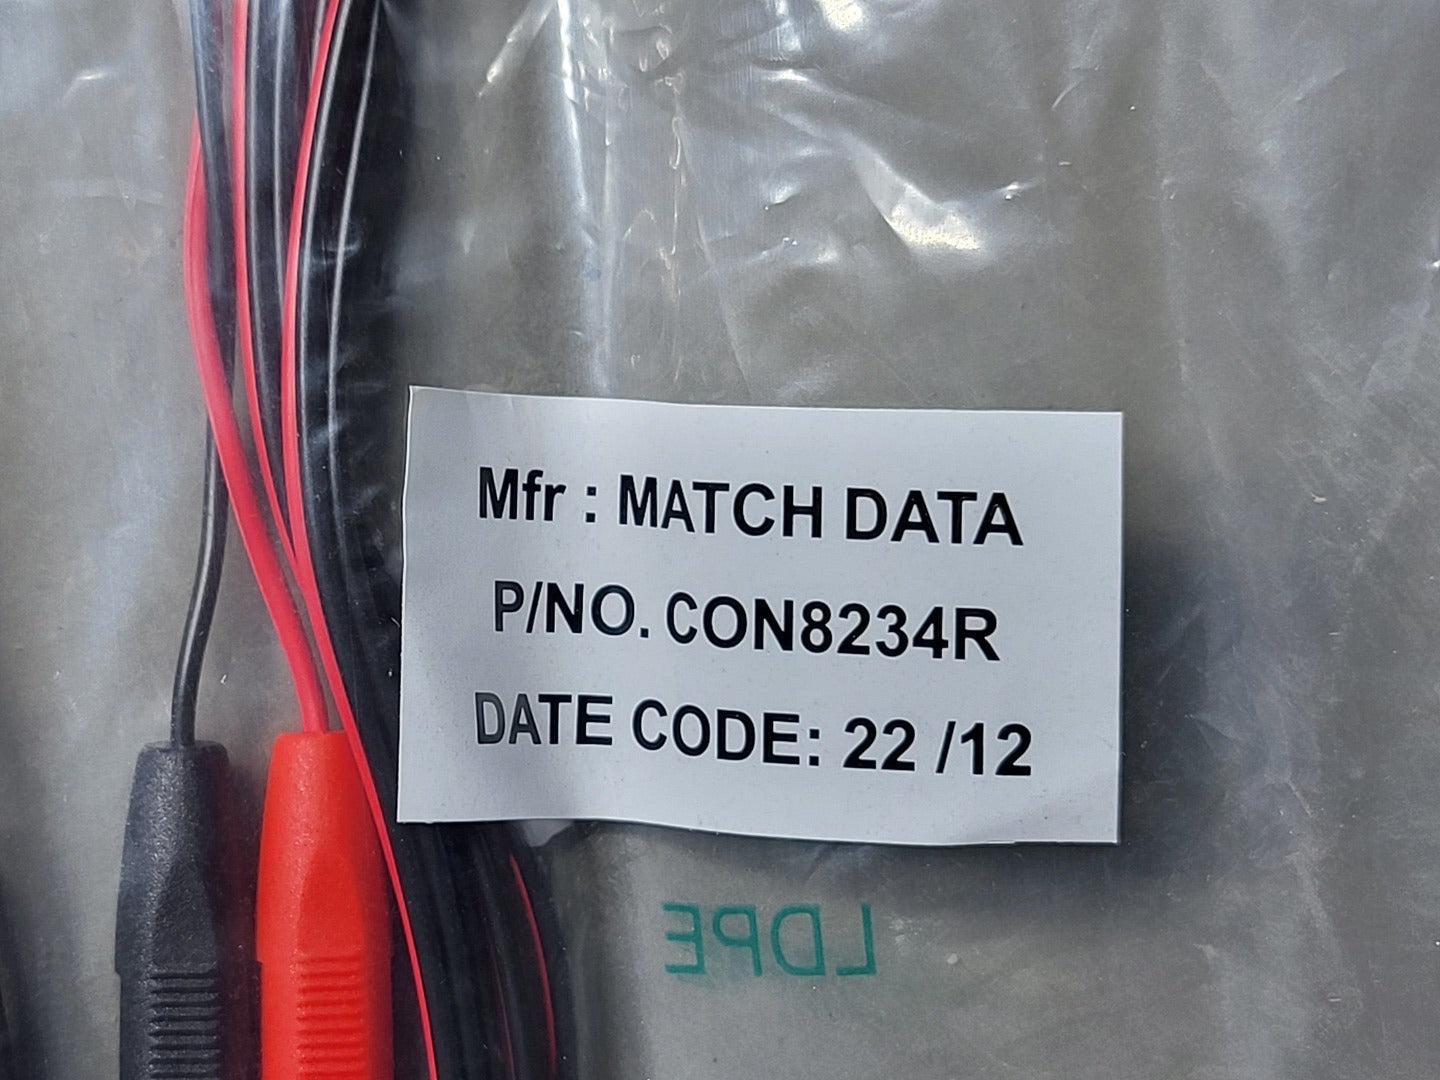 Mfr : MATCH DATA
P/NO. CON8234R
DATE CODE: 22 /12
LDPE